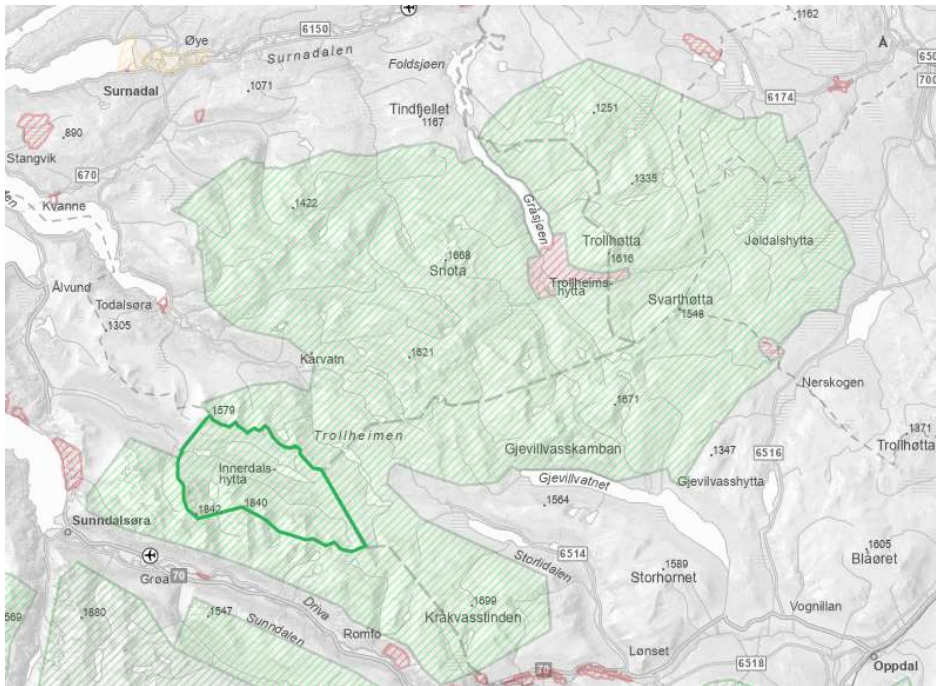 1162
Øye
6150
Å
Surnadalen
650
Foldsjøen
700
Surnadal
1071
6174
Tindfjellet
1251
1167
890
Stangvik
670
1335
Kvanne
1422
Gråsjøen
Trollhøtta
Jøldalshytta
1668
1616
Snota
Trollheims-
hytta
Ålvund
Svarthøtta
Todalsøra
1548
1305
Kårvatn
1621
Nerskogen
1579
1671
1371
Trollheimen
Trollhøtta
Gjevillvasskamban
1347
6516
Innerdals-
hytta
Gjevillvatnet
Gjevilvasshytta
1842
1840
1564
Sunndalsøra
1605
Storlidalen
6514
Blåøret
1589
Grøa
70
Storhornet
1699
Vognillan
569
1880
1547
Driva
Kråkvasstinden
Sunndalen
Romfo
Lønset
6518
Oppdal
70